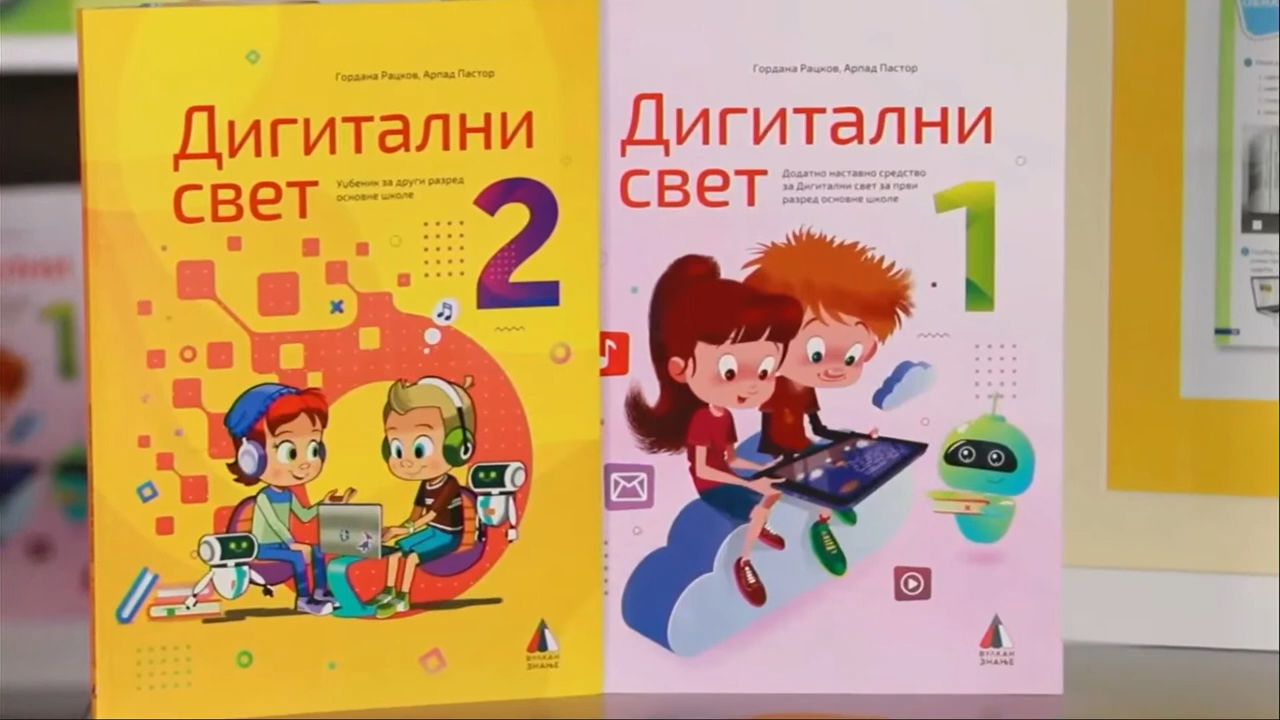 Гордана Рацков, Арпад Пастор
Дигитални
свет
Уџбеник за други разред
основне школе
2
ВУЛКАН
ЗНАЊЕ
Гордана Рацков, Арпад Пастор
Дигитални
свет
Додатно наставно средство
за Дигитални свет за први
разред основне школе
1
ВУЛКАН
ЗНАЊЕ